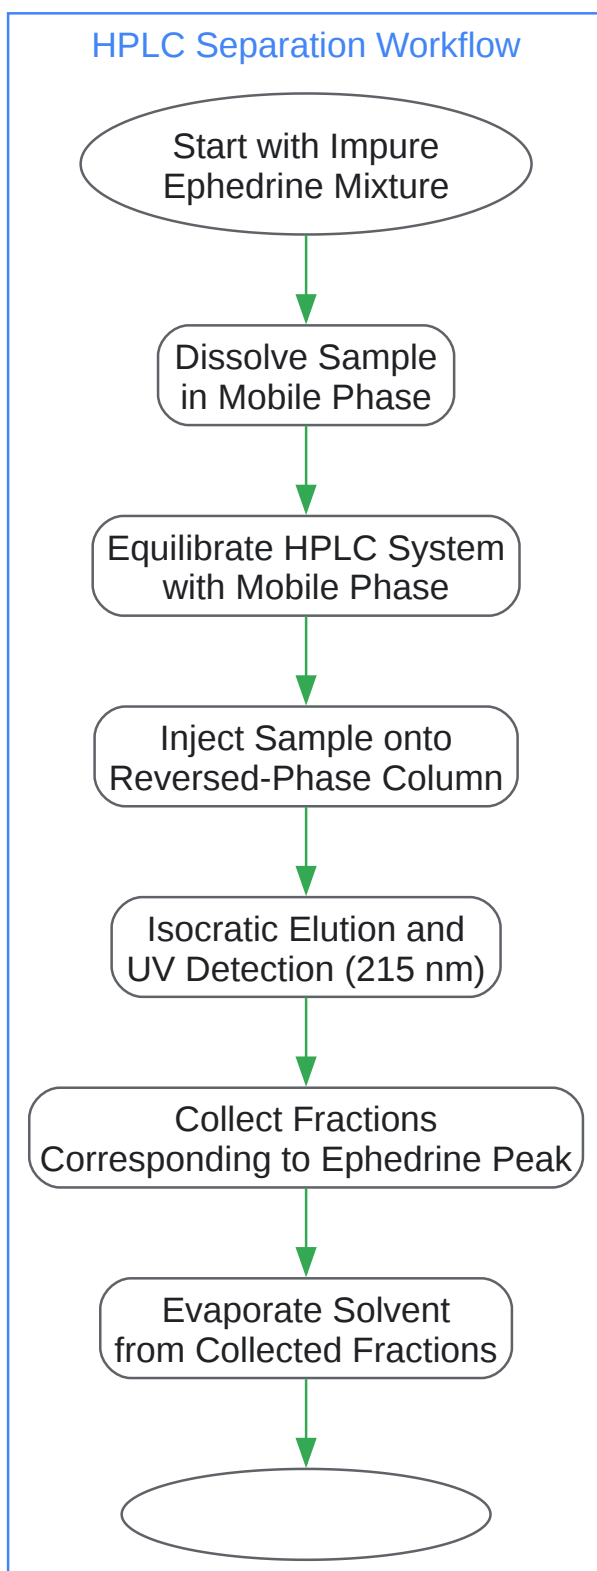 HPLC Separation Workflow
Start with Impure
Ephedrine Mixture
Dissolve Sample
in Mobile Phase
Equilibrate HPLC System
with Mobile Phase
Inject Sample onto
Reversed-Phase Column
Isocratic Elution and
UV Detection (215 nm)
Collect Fractions
Corresponding to Ephedrine Peak
Evaporate Solvent
from Collected Fractions